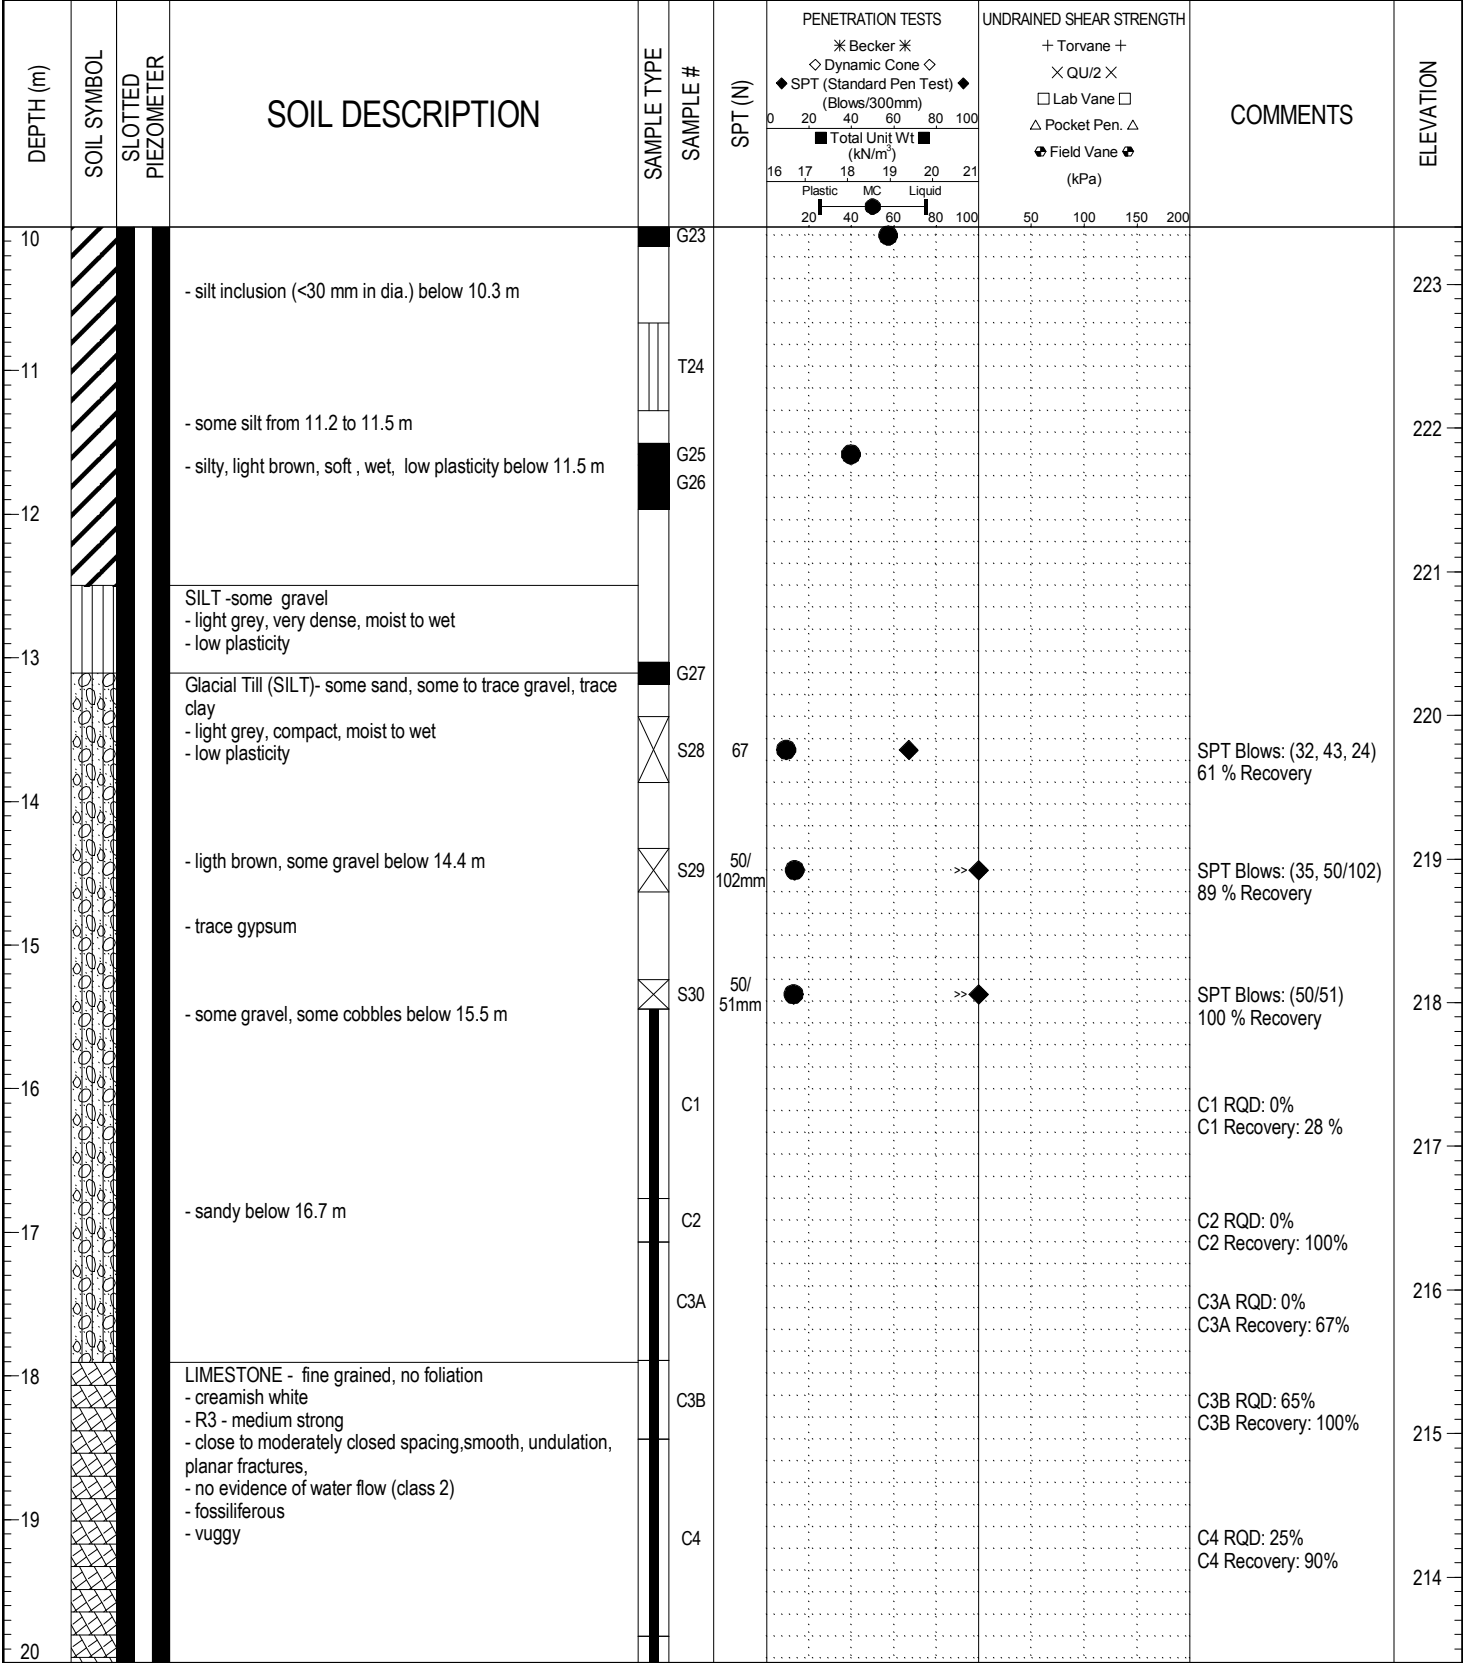 DEPTH (m)
SOIL SYMBOL
SLOTTED
PIEZOMETER
SOIL DESCRIPTION
SAMPLE TYPE
SAMPLE #
SPT (N)
PENETRATION TESTS
✳ Becker ✳
◇ Dynamic Cone ◇
◆ SPT (Standard Pen Test) ◆
(Blows/300mm)
0 20 40 60 80 100
■ Total Unit Wt ■
(kN/m³)
16 17 18 19 20 21
Plastic MC Liquid
20 40 60 80 100
UNDRAINED SHEAR STRENGTH
+ Torvane +
× QU/2 ×
□ Lab Vane □
△ Pocket Pen. △
Field Vane
(kPa)
50 100 150 200
COMMENTS
ELEVATION
10
G23
- silt inclusion (<30 mm in dia.) below 10.3 m
223
11
T24
- some silt from 11.2 to 11.5 m
222
- silty, light brown, soft , wet, low plasticity below 11.5 m
G25
G26
12
221
SILT -some gravel
- light grey, very dense, moist to wet
- low plasticity
13
G27
Glacial Till (SILT)- some sand, some to trace gravel, trace
clay
- light grey, compact, moist to wet
- low plasticity
220
S28
67
SPT Blows: (32, 43, 24)
61 % Recovery
14
- ligth brown, some gravel below 14.4 m
219
S29
50/
102mm
>>
SPT Blows: (35, 50/102)
89 % Recovery
- trace gypsum
15
S30
50/
51mm
>>
SPT Blows: (50/51)
100 % Recovery
218
- some gravel, some cobbles below 15.5 m
16
C1
C1 RQD: 0%
C1 Recovery: 28 %
217
- sandy below 16.7 m
17
C2
C2 RQD: 0%
C2 Recovery: 100%
216
C3A
C3A RQD: 0%
C3A Recovery: 67%
18
LIMESTONE - fine grained, no foliation
- creamish white
- R3 - medium strong
- close to moderately closed spacing,smooth, undulation,
planar fractures,
- no evidence of water flow (class 2)
- fossiliferous
- vuggy
C3B
C3B RQD: 65%
C3B Recovery: 100%
215
19
C4
C4 RQD: 25%
C4 Recovery: 90%
214
20